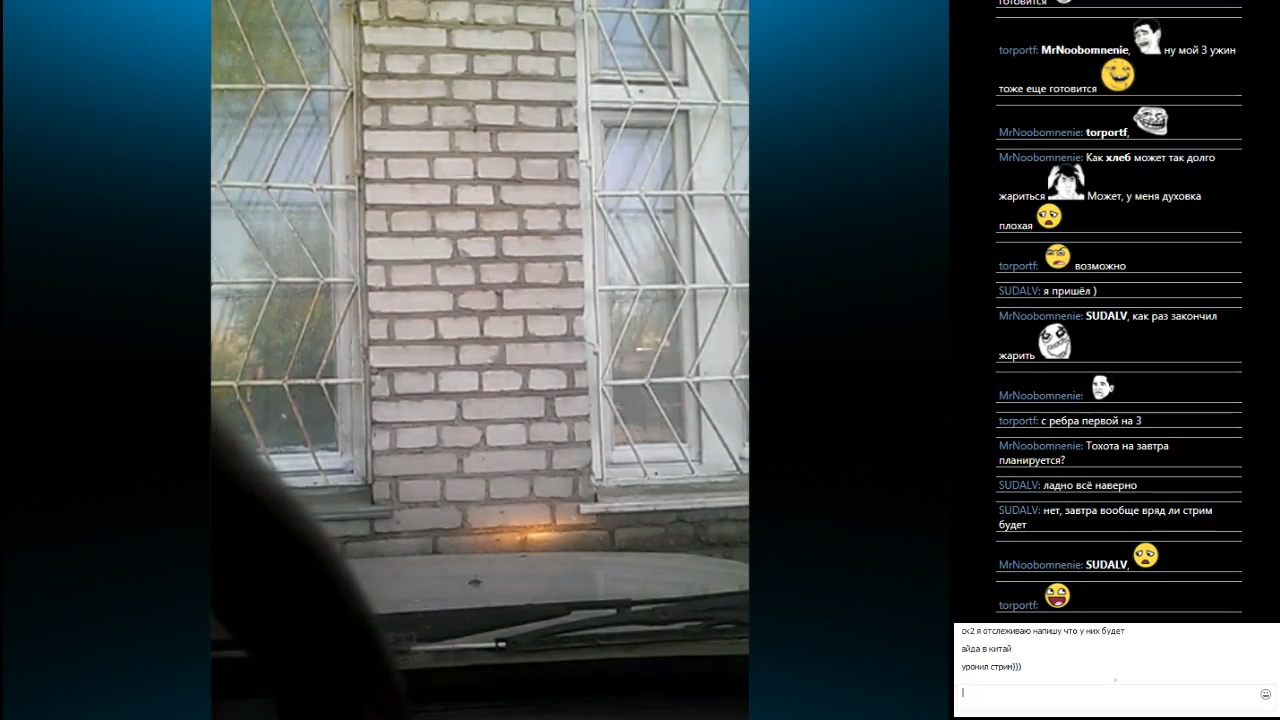 готовится
torportf: MrNoobomnenie, ну мой 3 ужин
тоже еще готовится
MrNoobomnenie: torportf,
MrNoobomnenie: Как хлеб может так долго
жариться Может, у меня духовка
плохая
torportf: возможно
SUDALV: я пришёл )
MrNoobomnenie: SUDALV, как раз закончил
жарить
MrNoobomnenie:
torportf: с ребра первой на 3
MrNoobomnenie: Тохота на завтра
планируется?
SUDALV: ладно всё наверно
SUDALV: нет, завтра вообще вряд ли стрим
будет
MrNoobomnenie: SUDALV,
torportf:
ск2 я отслеживаю напишу что у них будет
айда в китай
уронил стрин)))